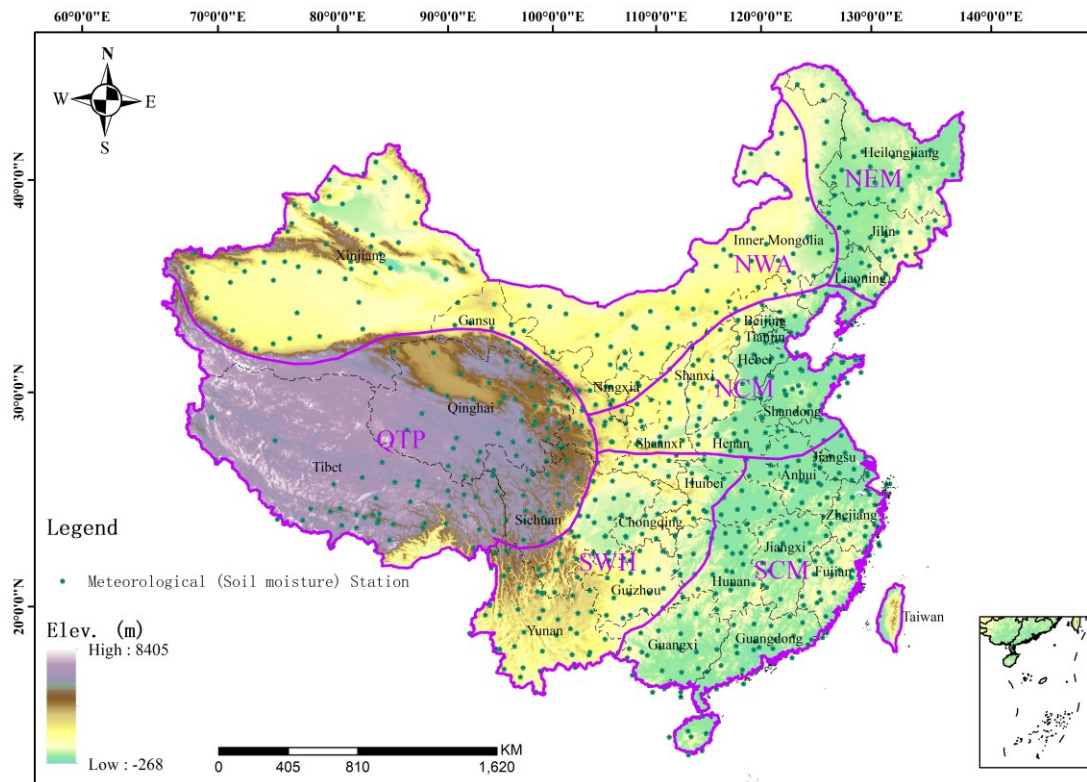 60°0'0"E 70°0'0"E 80°0'0"E 90°0'0"E 100°0'0"E 110°0'0"E 120°0'0"E 130°0'0"E 140°0'0"E
N
W E
S
40°0'0"N
30°0'0"N
20°0'0"N
Heilongjiang
NEM
Jilin
Inner Mongolia
NWA
Liaoning
Xinjiang
Gansu
Beijing
Tianjin
Hebei
Shanxi
Ningxia
NCM
Qinghai
Shandong
QTP
Shannxi
Henan
Jiangsu
Tibet
Anhui
Huibei
Sichuan
Chongqing
Zhejiang
Jiangxi
SWH
SCM
Hunan
Fujian
Guizhou
Taiwan
Yunan
Guangxi
Guangdong
Legend
Meteorological (Soil moisture) Station
Elev. (m)
High : 8405
Low : -268
KM
0 405 810 1,620